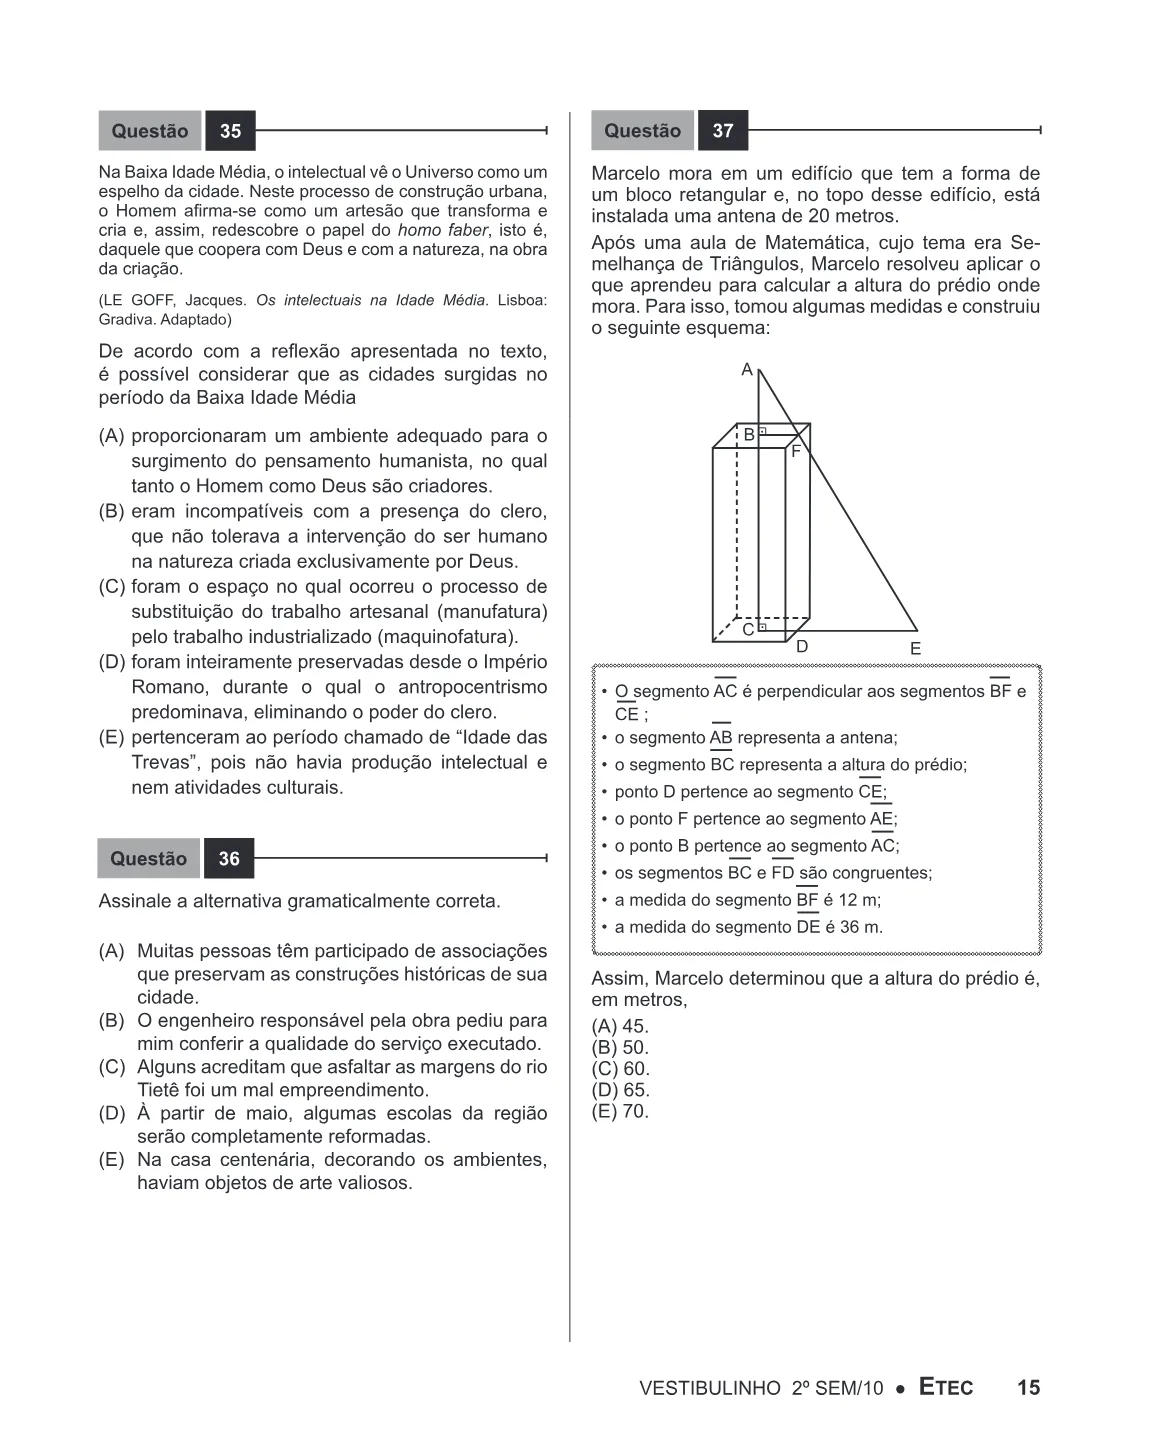 Questão 35
Na Baixa Idade Média, o intelectual vê o Universo como um
espelho da cidade. Neste processo de construção urbana,
o Homem afirma-se como um artesão que transforma e
cria e, assim, redescobre o papel do homo faber, isto é,
daquele que coopera com Deus e com a natureza, na obra
da criação.
(LE GOFF, Jacques. Os intelectuais na Idade Média. Lisboa:
Gradiva. Adaptado)
De acordo com a reflexão apresentada no texto,
é possível considerar que as cidades surgidas no
período da Baixa Idade Média
(A) proporcionaram um ambiente adequado para o
surgimento do pensamento humanista, no qual
tanto o Homem como Deus são criadores.
(B) eram incompatíveis com a presença do clero,
que não tolerava a intervenção do ser humano
na natureza criada exclusivamente por Deus.
(C) foram o espaço no qual ocorreu o processo de
substituição do trabalho artesanal (manufatura)
pelo trabalho industrializado (maquinofatura).
(D) foram inteiramente preservadas desde o Império
Romano, durante o qual o antropocentrismo
predominava, eliminando o poder do clero.
(E) pertenceram ao período chamado de “Idade das
Trevas”, pois não havia produção intelectual e
nem atividades culturais.
Questão 36
Assinale a alternativa gramaticalmente correta.
(A) Muitas pessoas têm participado de associações
que preservam as construções históricas de sua
cidade.
(B) O engenheiro responsável pela obra pediu para
mim conferir a qualidade do serviço executado.
(C) Alguns acreditam que asfaltar as margens do rio
Tietê foi um mal empreendimento.
(D) À partir de maio, algumas escolas da região
serão completamente reformadas.
(E) Na casa centenária, decorando os ambientes,
haviam objetos de arte valiosos.
Questão 37
Marcelo mora em um edifício que tem a forma de
um bloco retangular e, no topo desse edifício, está
instalada uma antena de 20 metros.
Após uma aula de Matemática, cujo tema era Se-
melhança de Triângulos, Marcelo resolveu aplicar o
que aprendeu para calcular a altura do prédio onde
mora. Para isso, tomou algumas medidas e construiu
o seguinte esquema:
A
B
F
C
D
E
• O segmento AC é perpendicular aos segmentos BF e
CE ;
• o segmento AB representa a antena;
• o segmento BC representa a altura do prédio;
• ponto D pertence ao segmento CE;
• o ponto F pertence ao segmento AE;
• o ponto B pertence ao segmento AC;
• os segmentos BC e FD são congruentes;
• a medida do segmento BF é 12 m;
• a medida do segmento DE é 36 m.
Assim, Marcelo determinou que a altura do prédio é,
em metros,
(A) 45.
(B) 50.
(C) 60.
(D) 65.
(E) 70.
VESTIBULINHO 2º SEM/10 • ETEC 15